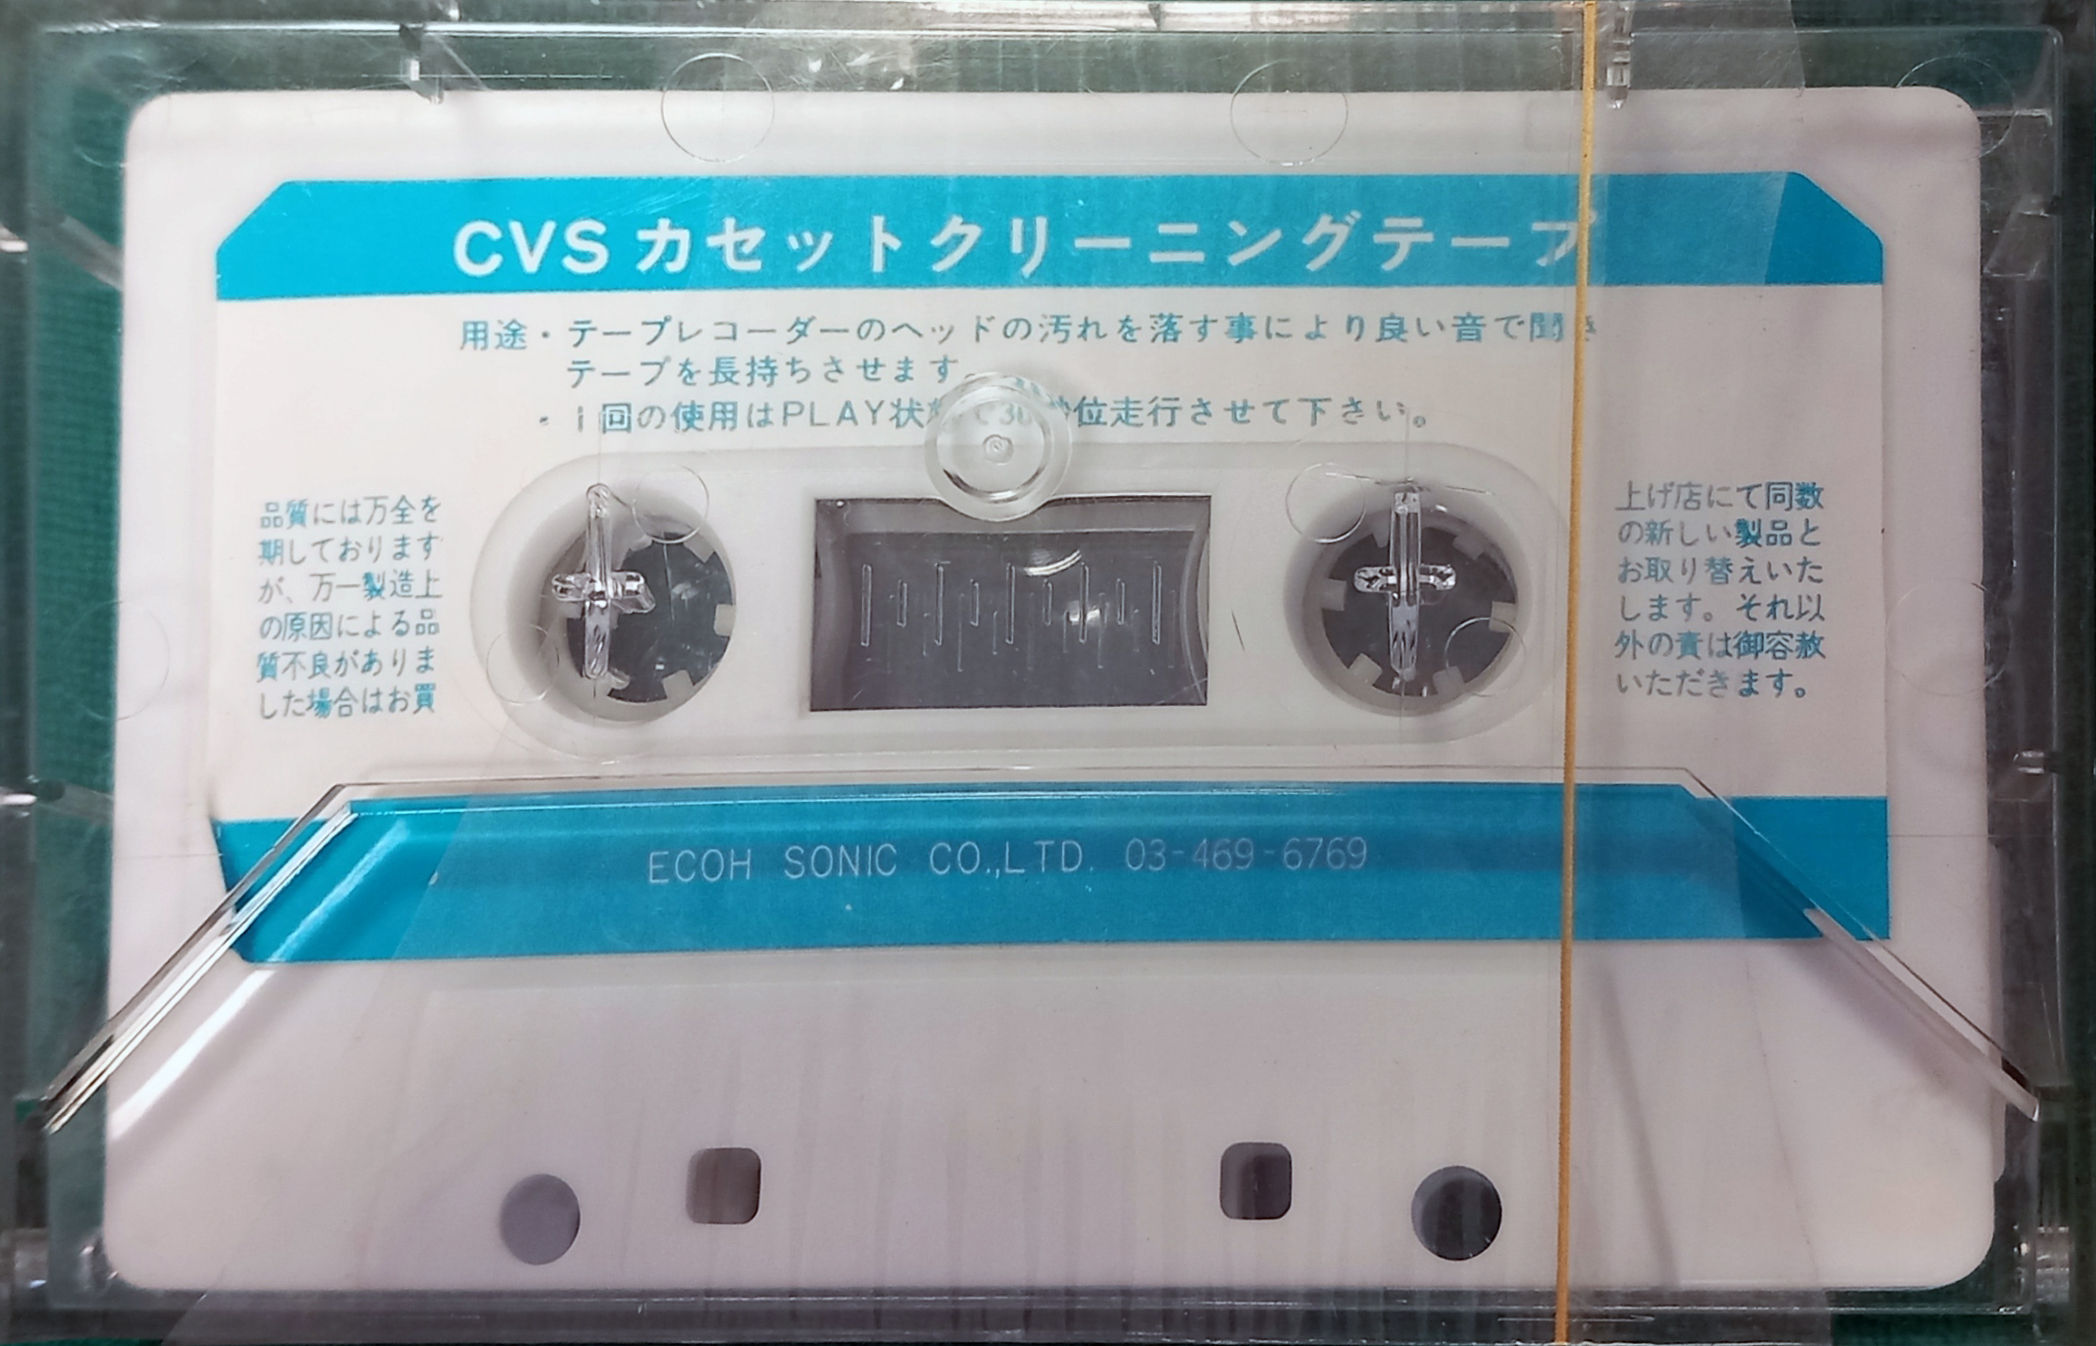 CVS カセットクリーニングテープ
用途・テープレコーダーのヘッドの汚れを落す事により良い音で聞き
テープを長持ちさせます。
・1回の使用はPLAY状態で30秒位走行させて下さい。
品質には万全を
期しております
が、万一製造上
の原因による品
質不良がありま
した場合はお買
上げ店にて同数
の新しい製品と
お取り替えいた
します。それ以
外の責は御容赦
いただきます。
ECOH SONIC CO.,LTD. 03-469-6769